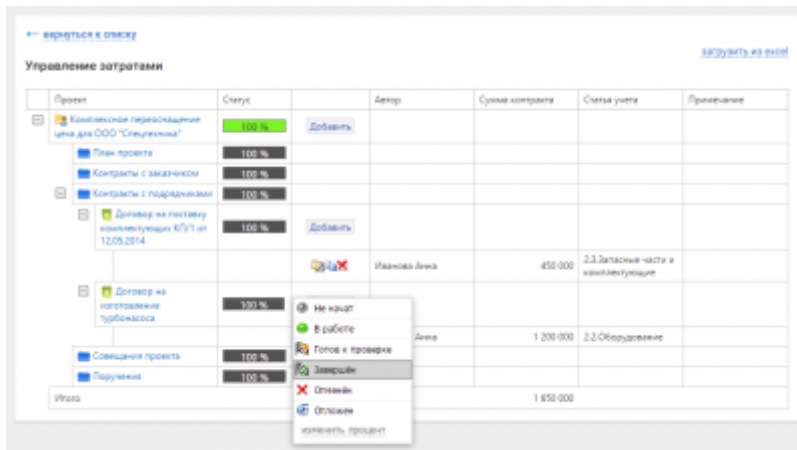 вернуться к списку
загрузить из excel
Управление затратами
Проект Статус Автор Сумма контракта Статья учета Примечание
Комплексное переоснащение
цеха для ООО "Спецтехника" 100 % Добавить
План проекта 100 %
Контракты с заказчиком 100 %
Контракты с подрядчиками 100 %
Договор на поставку
комплектующих КП/1 от
12.05.2014 100 % Добавить
Иванова Анна 450 000 2.3.Запасные части и
комплектующие
Договор на
изготовление
турбонасоса 100 %
Не начат
В работе
Анна 1 200 000 2.2.Оборудование
Готов к проверке
Совещания проекта 100 %
Завершён
Поручения 100 %
Отменён
Итого 1 650 000
Отложен
изменить процент